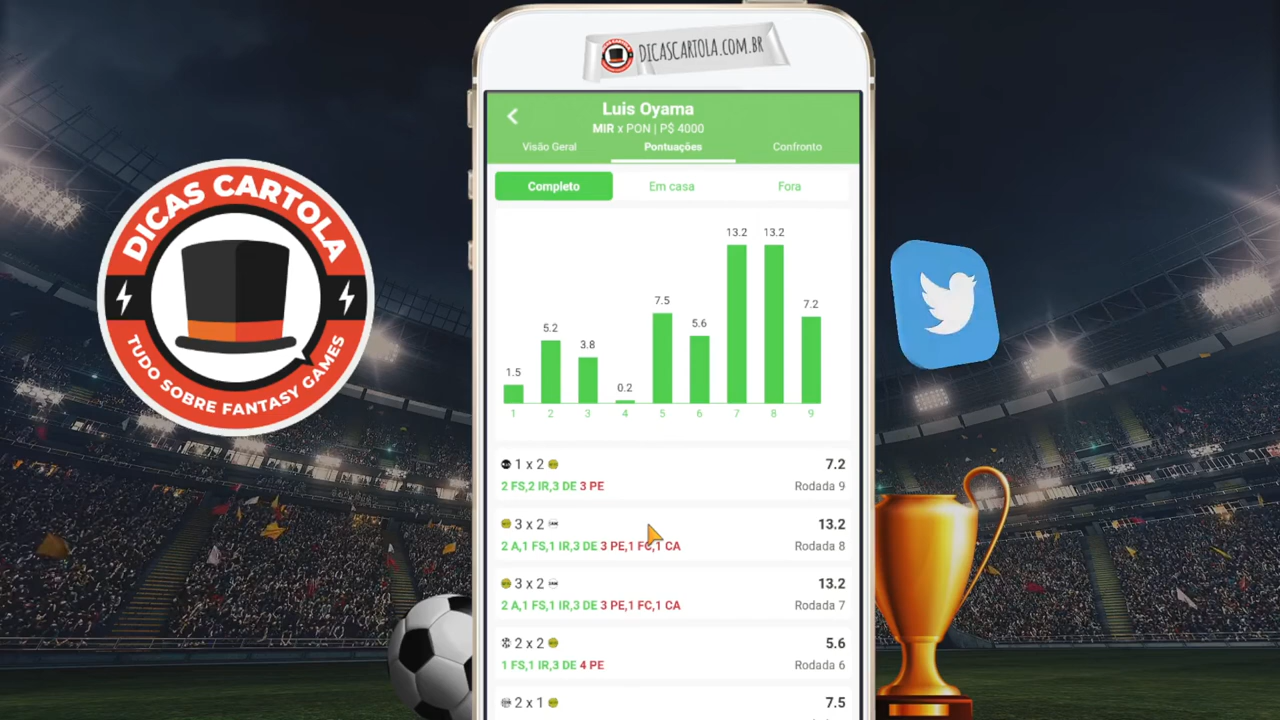 DICASCARTOLA.COM.BR
DICAS CARTOLA
TUDO SOBRE FANTASY GAMES
Luis Oyama
MIR x PON | P$ 4000
Visão Geral Pontuações Confronto
Completo Em casa Fora
13.2 13.2
7.5 7.2
5.2 5.6
3.8
1.5 0.2
1 2 3 4 5 6 7 8 9
1 x 2 7.2
2 FS,2 IR,3 DE 3 PE Rodada 9
3 x 2 13.2
2 A,1 FS,1 IR,3 DE 3 PE,1 FC,1 CA Rodada 8
3 x 2 13.2
2 A,1 FS,1 IR,3 DE 3 PE,1 FC,1 CA Rodada 7
2 x 2 5.6
1 FS,1 IR,3 DE 4 PE Rodada 6
2 x 1 7.5